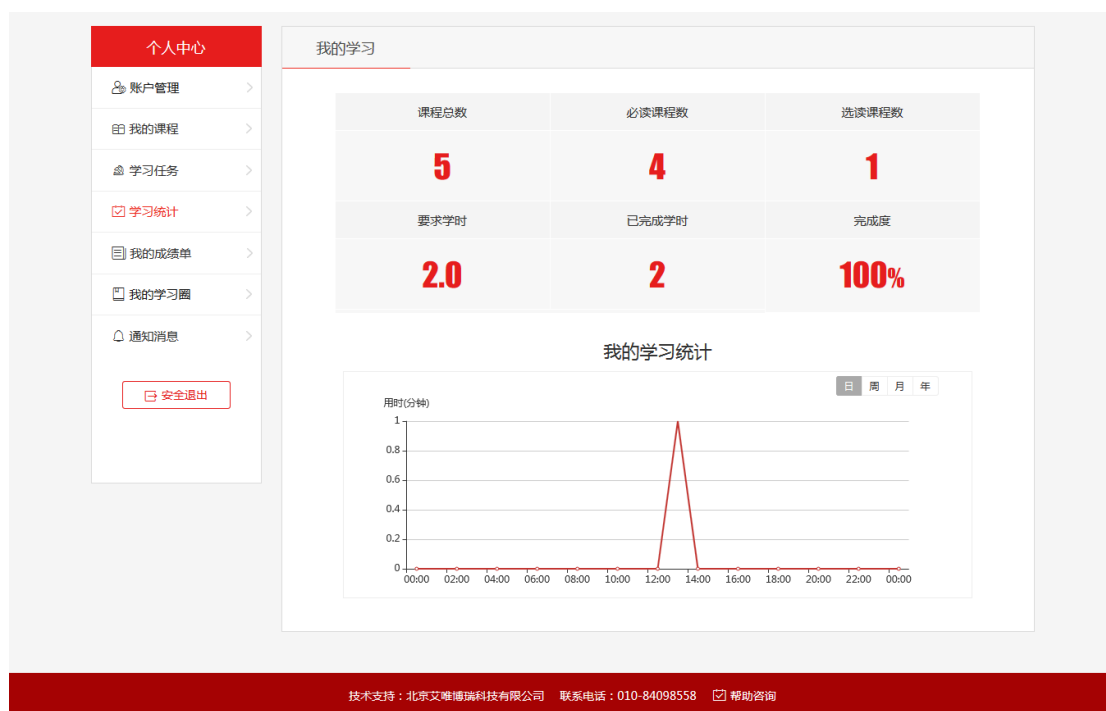 个人中心
账户管理
我的课程
学习任务
学习统计
我的成绩单
我的学习圈
通知消息
安全退出
我的学习
课程总数 必读课程数 选读课程数
5 4 1
要求学时 已完成学时 完成度
2.0 2 100%
我的学习统计
日 周 月 年
用时(分钟)
1
0.8
0.6
0.4
0.2
0
00:00 02:00 04:00 06:00 08:00 10:00 12:00 14:00 16:00 18:00 20:00 22:00 00:00
技术支持：北京艾唯博瑞科技有限公司 联系电话：010-84098558 帮助咨询